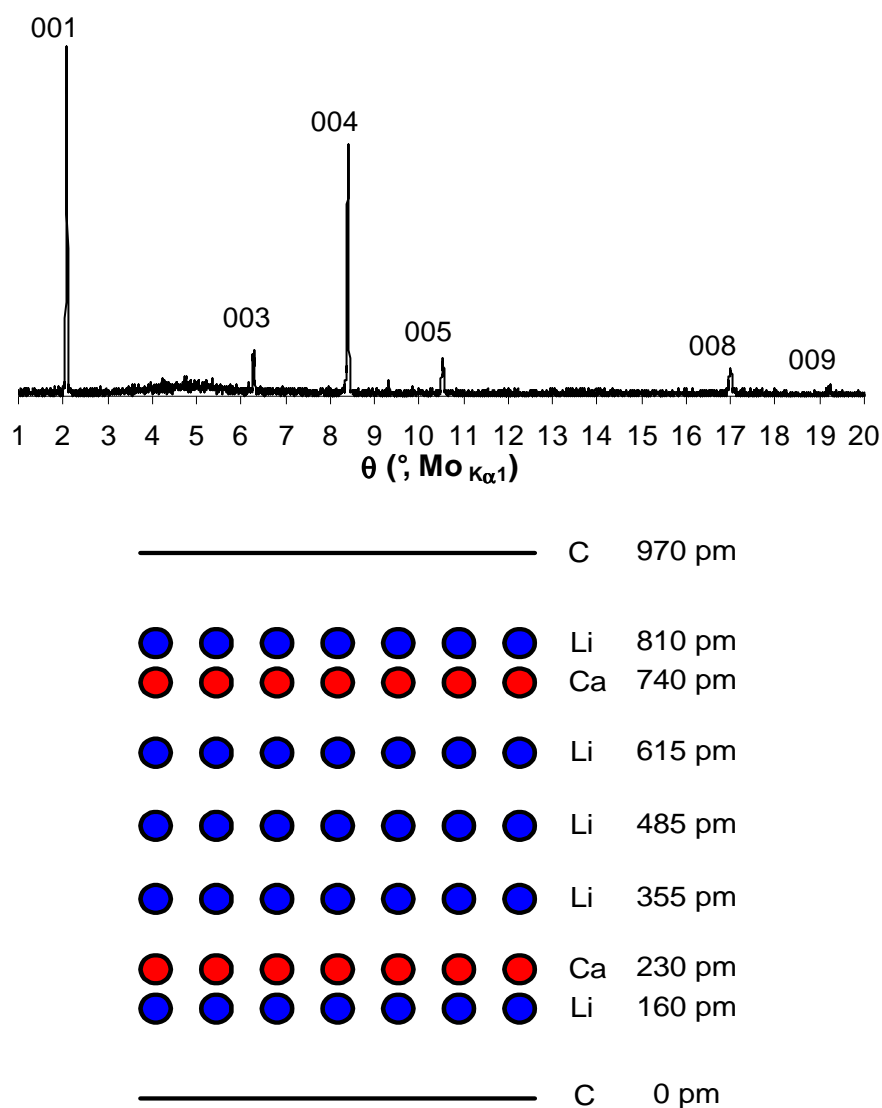 001
004
003
005
008
009
1 2 3 4 5 6 7 8 9 10 11 12 13 14 15 16 17 18 19 20
θ (°, Mo Kα1)
C 970 pm
Li 810 pm
Ca 740 pm
Li 615 pm
Li 485 pm
Li 355 pm
Ca 230 pm
Li 160 pm
C 0 pm